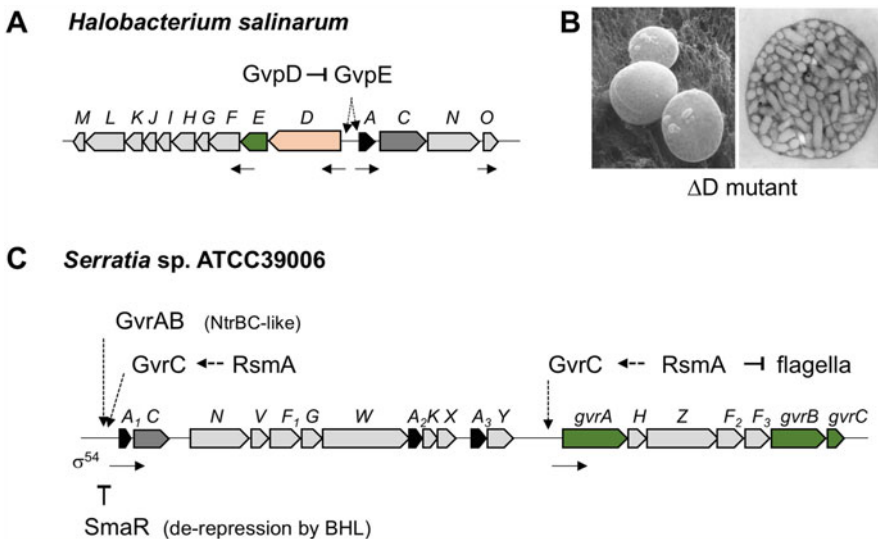 A Halobacterium salinarum
B
GvpD GvpE
M L K J I H G F E D A C N O
ΔD mutant
C Serratia sp. ATCC39006
GvrAB (NtrBC-like)
GvrC RsmA
GvrC RsmA flagella
A1 C N V F1 G W A2 K X A3 Y gvrA H Z F2 F3 gvrB gvrC
σ54
SmaR (de-repression by BHL)